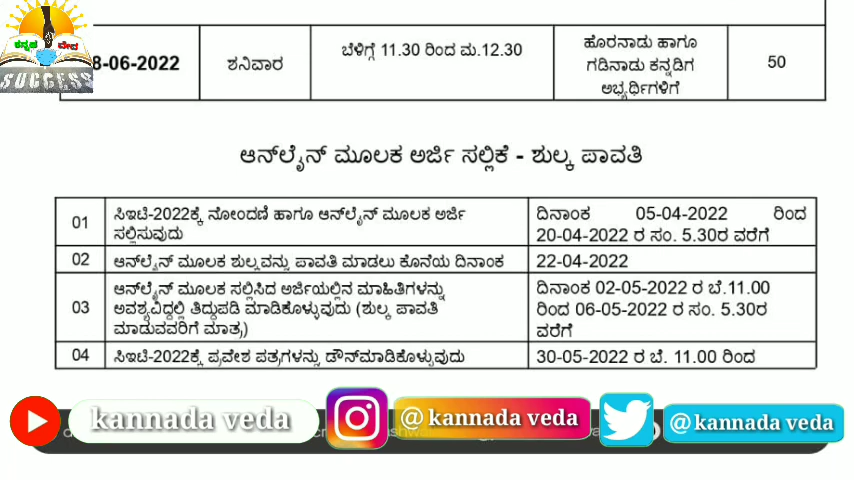 ಕನ್ನಡ ವೇದ
SUCCESS
8-06-2022 ಶನಿವಾರ ಬೆಳಿಗ್ಗೆ 11.30 ರಿಂದ ಮ.12.30 ಹೊರನಾಡು ಹಾಗೂ 50
ಗಡಿನಾಡು ಕನ್ನಡಿಗ
ಅಭ್ಯರ್ಥಿಗಳಿಗೆ
ಆನ್‌ಲೈನ್ ಮೂಲಕ ಅರ್ಜಿ ಸಲ್ಲಿಕೆ - ಶುಲ್ಕ ಪಾವತಿ
01 ಸಿಇಟಿ-2022ಕ್ಕೆ ನೋಂದಣಿ ಹಾಗೂ ಆನ್‌ಲೈನ್ ಮೂಲಕ ಅರ್ಜಿ ದಿನಾಂಕ 05-04-2022 ರಿಂದ
ಸಲ್ಲಿಸುವುದು 20-04-2022 ರ ಸಂ. 5.30ರ ವರೆಗೆ
02 ಆನ್‌ಲೈನ್ ಮೂಲಕ ಶುಲ್ಕವನ್ನು ಪಾವತಿ ಮಾಡಲು ಕೊನೆಯ ದಿನಾಂಕ 22-04-2022
03 ಆನ್‌ಲೈನ್ ಮೂಲಕ ಸಲ್ಲಿಸಿದ ಅರ್ಜಿಯಲ್ಲಿನ ಮಾಹಿತಿಗಳನ್ನು ದಿನಾಂಕ 02-05-2022 ರ ಬೆ.11.00
ಅವಶ್ಯವಿದ್ದಲ್ಲಿ ತಿದ್ದುಪಡಿ ಮಾಡಿಕೊಳ್ಳುವುದು (ಶುಲ್ಕ ಪಾವತಿ ರಿಂದ 06-05-2022 ರ ಸಂ. 5.30ರ
ಮಾಡುವವರಿಗೆ ಮಾತ್ರ) ವರೆಗೆ
04 ಸಿಇಟಿ-2022ಕ್ಕೆ ಪ್ರವೇಶ ಪತ್ರಗಳನ್ನು ಡೌನ್‌ಮಾಡಿಕೊಳ್ಳುವುದು 30-05-2022 ರ ಬೆ. 11.00 ರಿಂದ
kannada veda @ kannada veda @ kannada veda